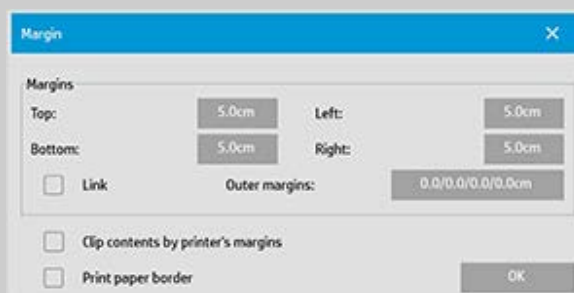 Margin
Margins
Top: 5.0cm Left: 5.0cm
Bottom: 5.0cm Right: 5.0cm
Link Outer margins: 0.0/0.0/0.0/0.0cm
Clip contents by printer's margins
Print paper border OK